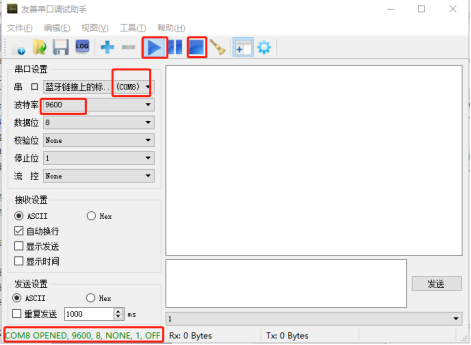 友善串口调试助手
文件(F) 编辑(E) 视图(V) 工具(T) 帮助(H)
LOG
串口设置
串 口 蓝牙链接上的标... (COM8)
波特率 9600
数据位 8
校验位 None
停止位 1
流 控 None
接收设置
ASCII Hex
自动换行
显示发送
显示时间
发送设置
ASCII Hex
重复发送 1000 ms
发送
1
COM8 OPENED, 9600, 8, NONE, 1, OFF Rx: 0 Bytes Tx: 0 Bytes